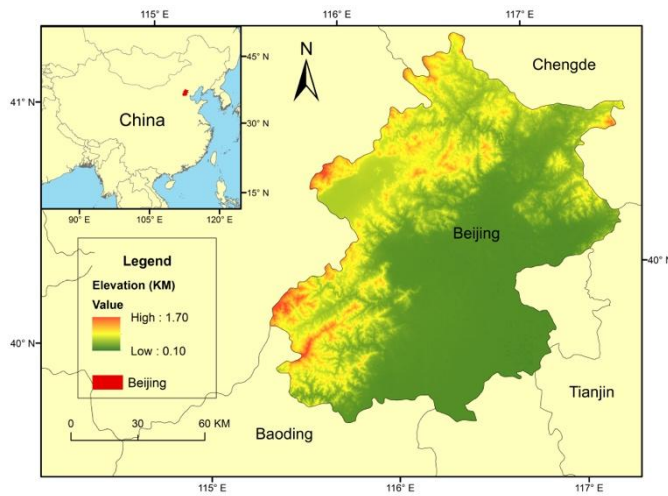 115° E
116° E
117° E
N
Chengde
45° N
30° N
15° N
China
90° E
105° E
120° E
41° N
Beijing
40° N
Legend
Elevation (KM)
Value
High : 1.70
Low : 0.10
Beijing
40° N
0
30
60 KM
Tianjin
Baoding
115° E
116° E
117° E